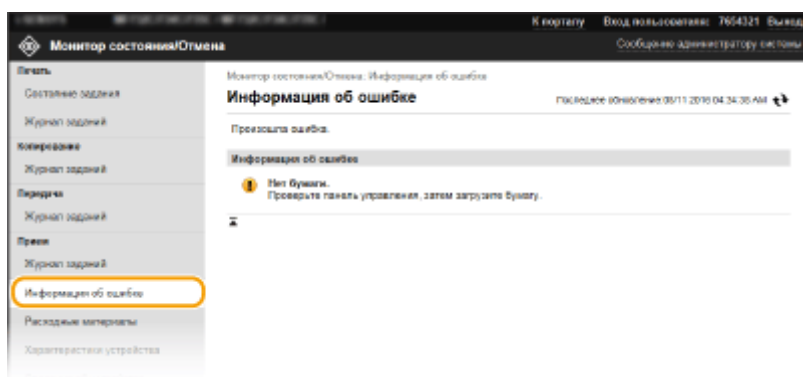 К порталу Вход пользователя: 7654321 Выход
Монитор состояния/Отмена
Сообщение администратору системы
Печать
Состояние задания
Журнал заданий
Копирование
Журнал заданий
Передача
Журнал заданий
Прием
Журнал заданий
Информация об ошибке
Расходные материалы
Характеристики устройства
Монитор состояния/Отмена: Информация об ошибке
Информация об ошибке
Последнее обновление:08/11 2016 04:34:38 AM
Произошла ошибка.
Информация об ошибке
Нет бумаги.
Проверьте панель управления, затем загрузите бумагу.